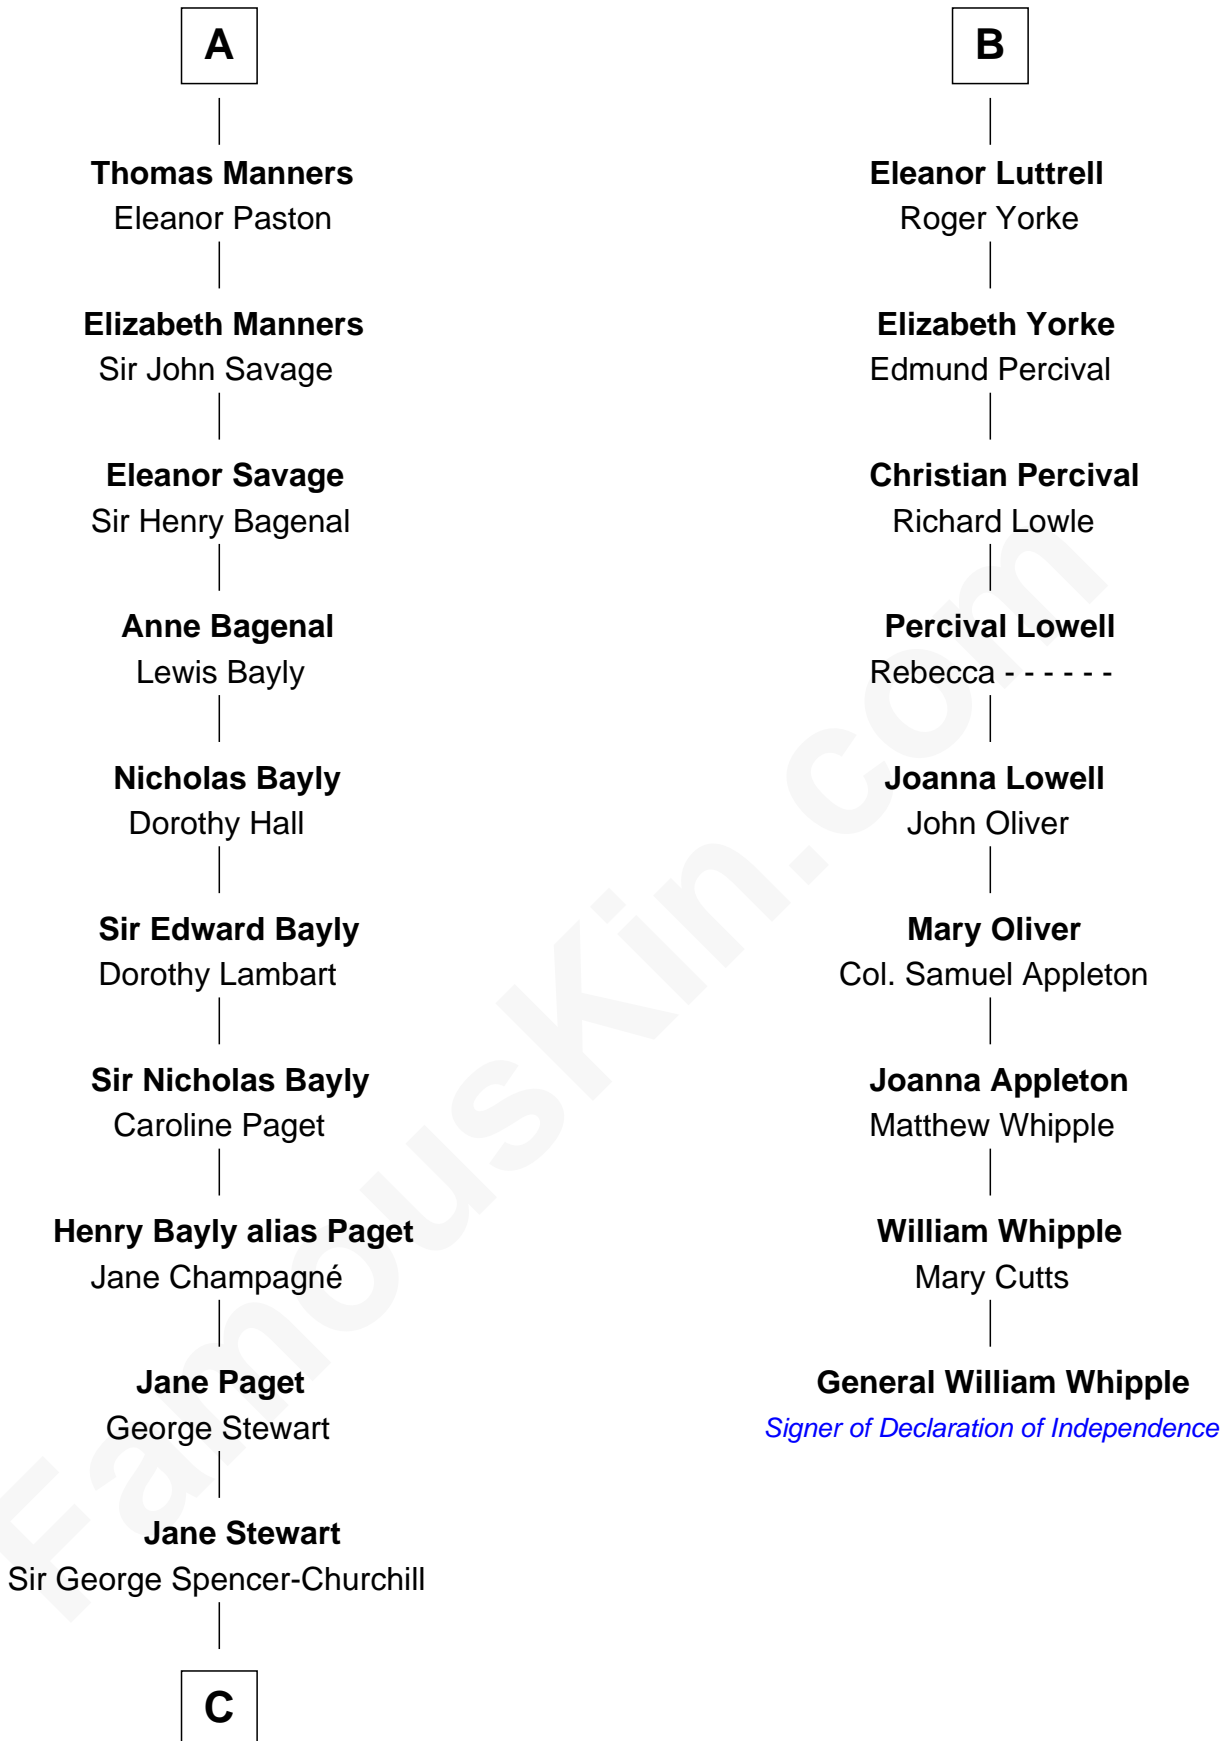 A
Thomas Manners
Eleanor Paston
Elizabeth Manners
Sir John Savage
Eleanor Savage
Sir Henry Bagenal
Anne Bagenal
Lewis Bayly
Nicholas Bayly
Dorothy Hall
Sir Edward Bayly
Dorothy Lambart
Sir Nicholas Bayly
Caroline Paget
Henry Bayly alias Paget
Jane Champagné
Jane Paget
George Stewart
Jane Stewart
Sir George Spencer-Churchill
C
B
Eleanor Luttrell
Roger Yorke
Elizabeth Yorke
Edmund Percival
Christian Percival
Richard Lowle
Percival Lowell
Rebecca - - - - - -
Joanna Lowell
John Oliver
Mary Oliver
Col. Samuel Appleton
Joanna Appleton
Matthew Whipple
William Whipple
Mary Cutts
General William Whipple
Signer of Declaration of Independence
FamousKin.com